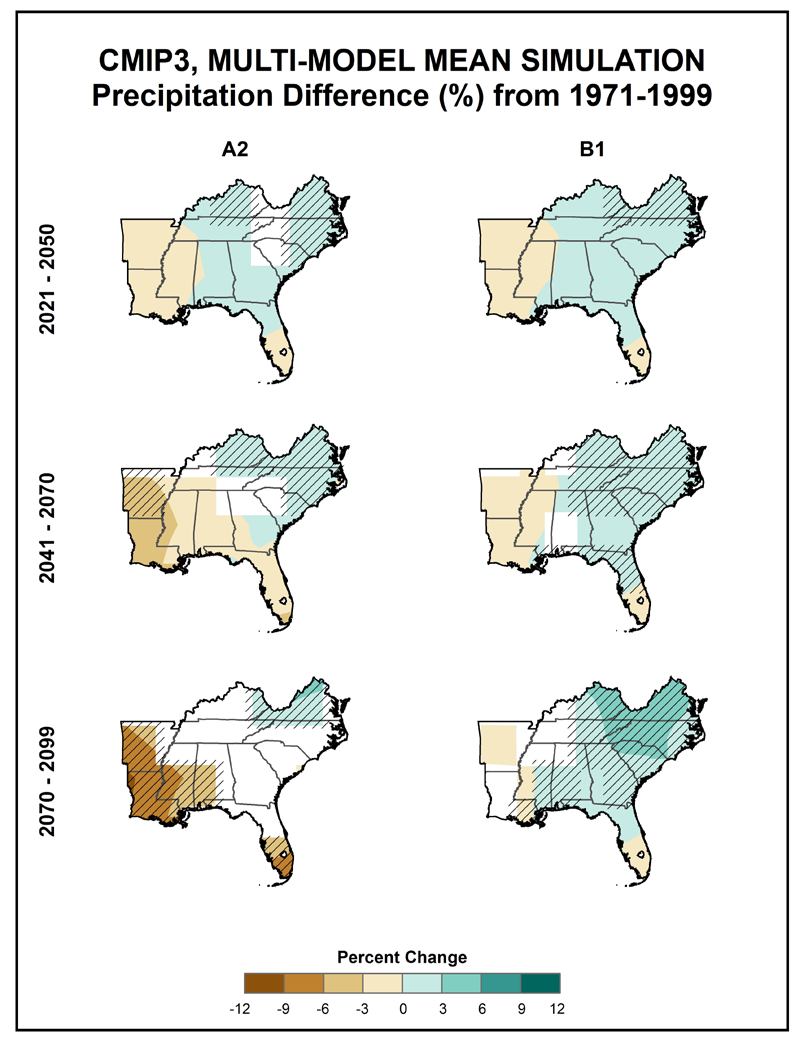 CMIP3, MULTI-MODEL MEAN SIMULATION
Precipitation Difference (%) from 1971-1999
A2 B1
2021 - 2050
2041 - 2070
2070 - 2099
Percent Change
-12 -9 -6 -3 0 3 6 9 12